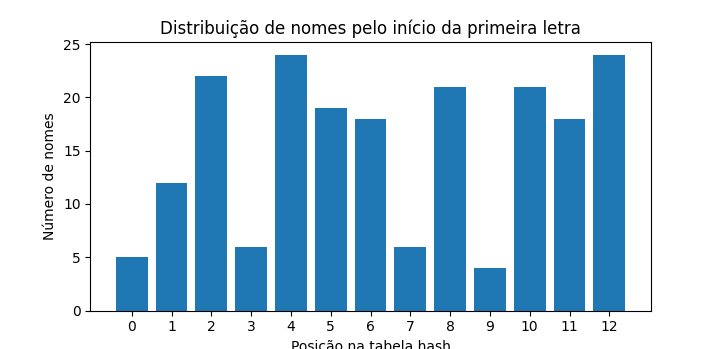 Distribuição de nomes pelo início da primeira letra
25
20
15
10
5
0
Número de nomes
0 1 2 3 4 5 6 7 8 9 10 11 12
Posição na tabela hash